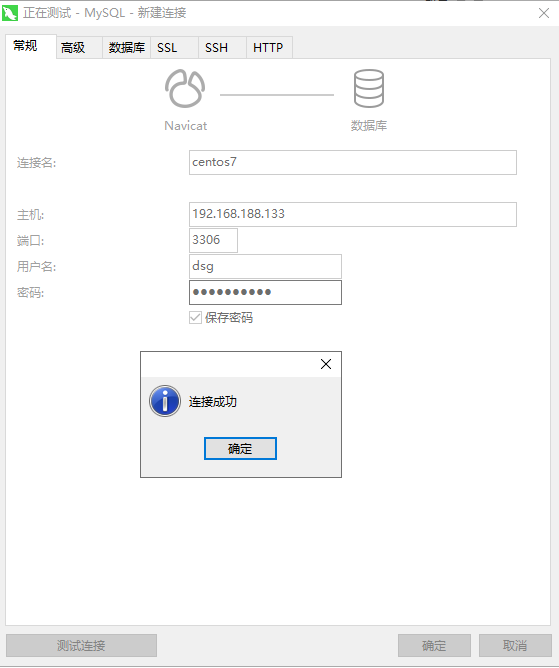 正在测试 - MySQL - 新建连接
常规 高级 数据库 SSL SSH HTTP
Navicat 数据库
连接名: centos7
主机: 192.168.188.133
端口: 3306
用户名: dsg
密码: ●●●●●●●●●●
保存密码
连接成功
确定
测试连接 确定 取消